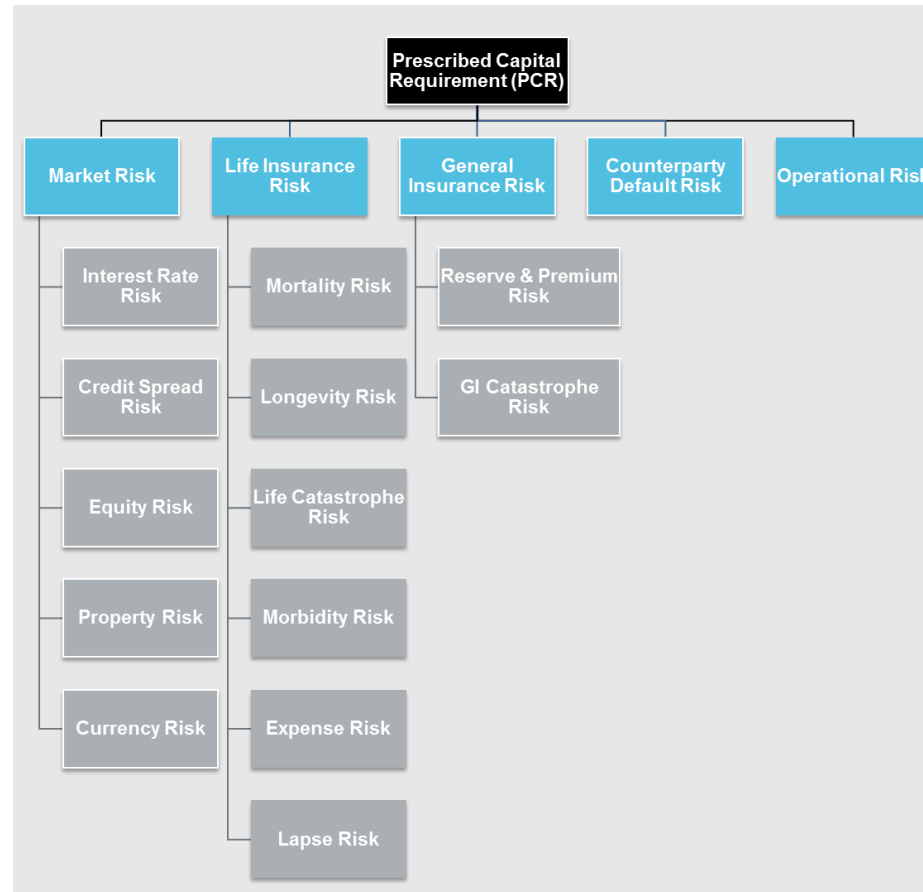 Prescribed Capital
Requirement (PCR)
Market Risk
Life Insurance
Risk
General
Insurance Risk
Counterparty
Default Risk
Operational Risk
Interest Rate
Risk
Credit Spread
Risk
Equity Risk
Property Risk
Currency Risk
Mortality Risk
Longevity Risk
Life Catastrophe
Risk
Morbidity Risk
Expense Risk
Lapse Risk
Reserve & Premium
Risk
GI Catastrophe
Risk